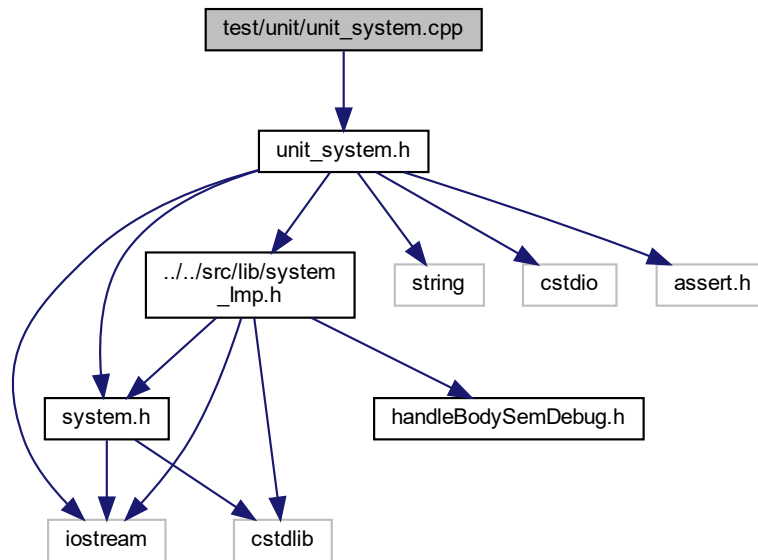 test/unit/unit_system.cpp
unit_system.h
../../src/lib/system
_Imp.h
string
cstdio
assert.h
system.h
handleBodySemDebug.h
iostream
cstdlib